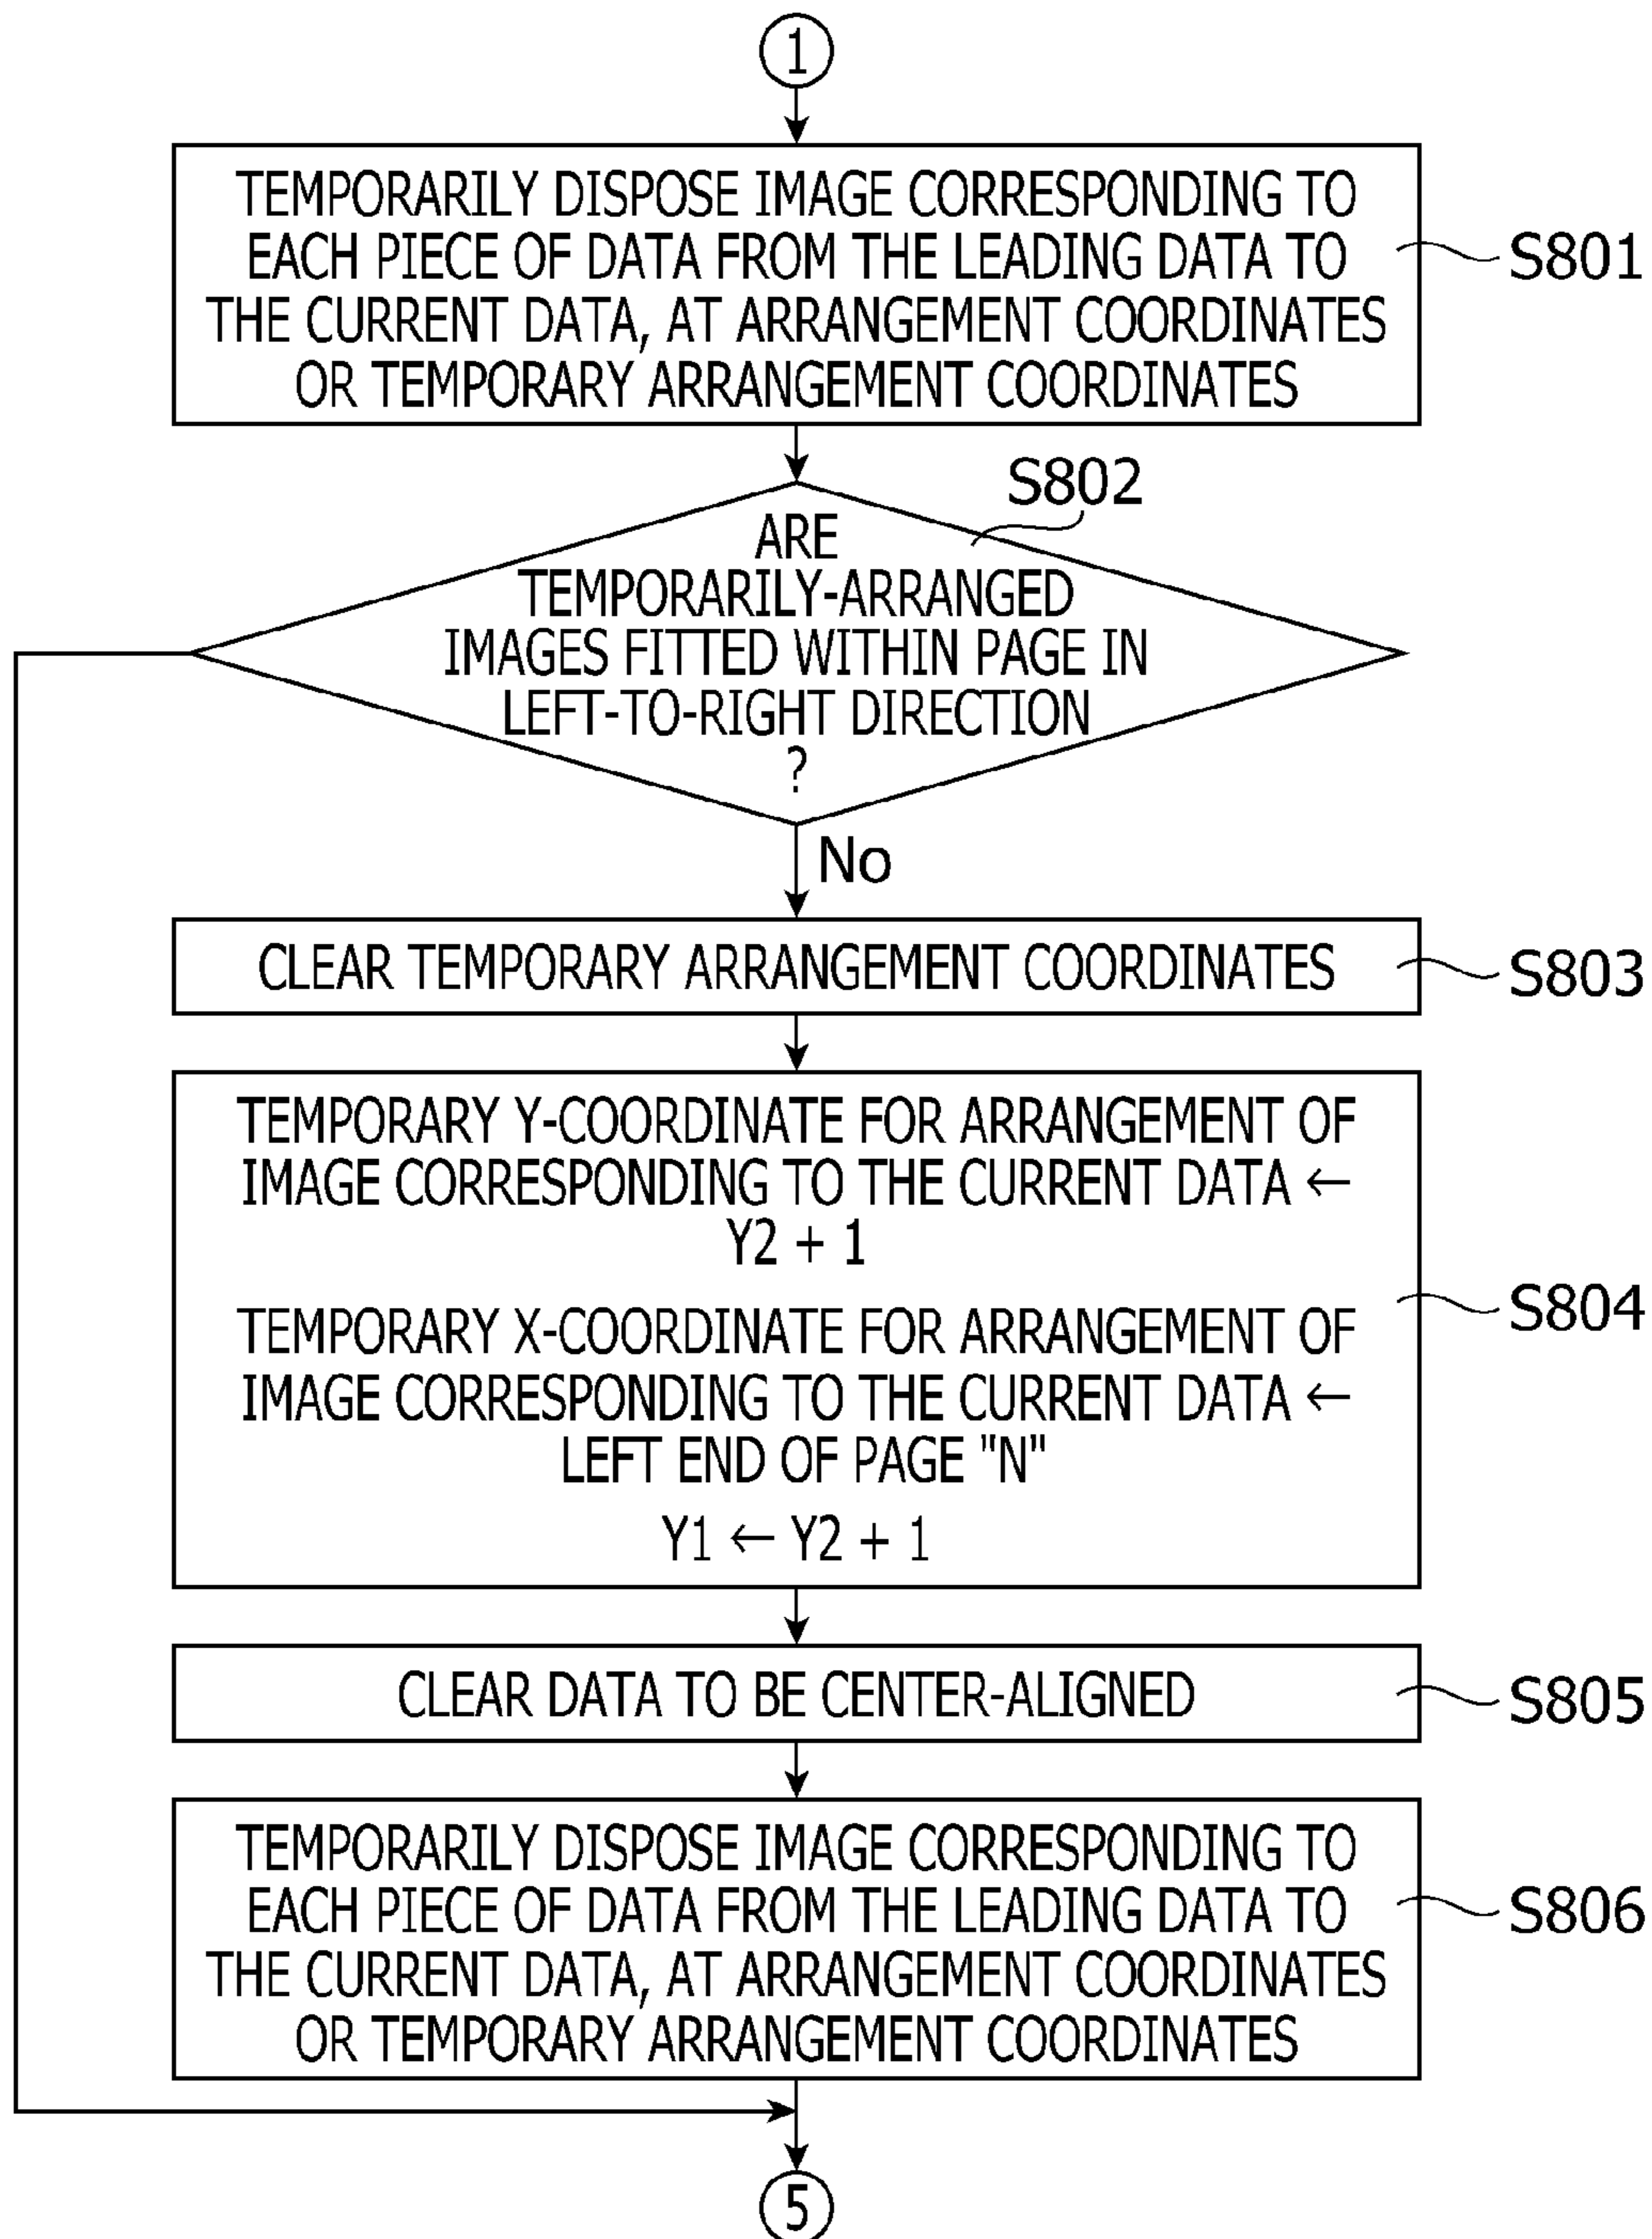 1
TEMPORARILY DISPOSE IMAGE CORRESPONDING TO
EACH PIECE OF DATA FROM THE LEADING DATA TO
THE CURRENT DATA, AT ARRANGEMENT COORDINATES
OR TEMPORARY ARRANGEMENT COORDINATES
S801
S802
ARE
TEMPORARILY-ARRANGED
IMAGES FITTED WITHIN PAGE IN
LEFT-TO-RIGHT DIRECTION
?
No
CLEAR TEMPORARY ARRANGEMENT COORDINATES
S803
TEMPORARY Y-COORDINATE FOR ARRANGEMENT OF
IMAGE CORRESPONDING TO THE CURRENT DATA ←
Y2 + 1
TEMPORARY X-COORDINATE FOR ARRANGEMENT OF
IMAGE CORRESPONDING TO THE CURRENT DATA ←
LEFT END OF PAGE "N"
Y1 ← Y2 + 1
S804
CLEAR DATA TO BE CENTER-ALIGNED
S805
TEMPORARILY DISPOSE IMAGE CORRESPONDING TO
EACH PIECE OF DATA FROM THE LEADING DATA TO
THE CURRENT DATA, AT ARRANGEMENT COORDINATES
OR TEMPORARY ARRANGEMENT COORDINATES
S806
5